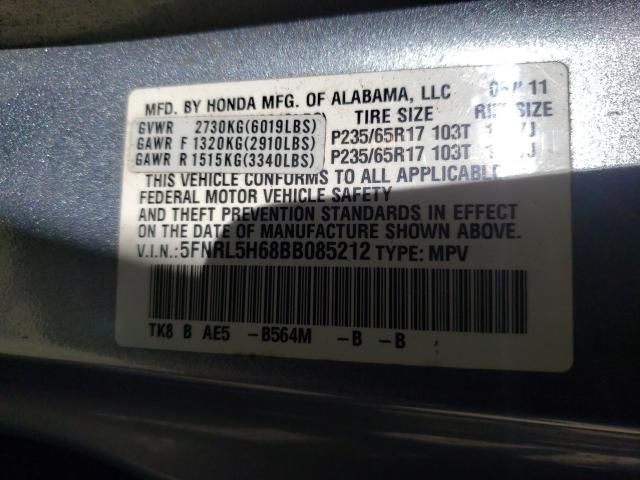 MFD. BY HONDA MFG. OF ALABAMA, LLC 11
TIRE SIZE
GVWR 2730KG(6019LBS)
GAWR F 1320KG(2910LBS) P235/65R17 103T
GAWR R 1515KG(3340LBS) P235/65R17 103T
THIS VEHICLE CONFORMS TO ALL APPLICABLE
FEDERAL MOTOR VEHICLE SAFETY
AND THEFT PREVENTION STANDARDS IN EFFECT
ON THE DATE OF MANUFACTURE SHOWN ABOVE.
V.I.N.:5FNRL5H68BB085212 TYPE: MPV
TK8 B AE5 -B564M -B -B